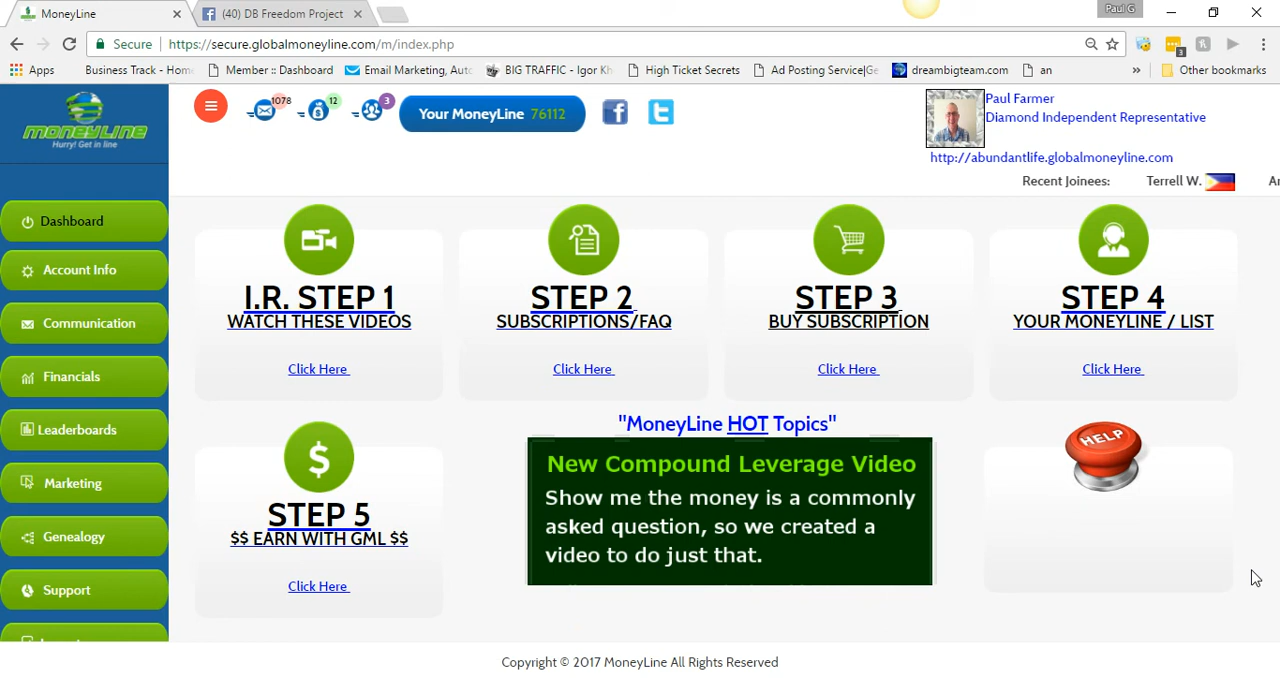 MoneyLine
(40) DB Freedom Project
Paul G
Secure
https://secure.globalmoneyline.com/m/index.php
3
Apps
Business Track - Hom
Member :: Dashboard
Email Marketing, Aut
BIG TRAFFIC - Igor Kh
High Ticket Secrets
Ad Posting Service|Ge
dreambigteam.com
an
»
Other bookmarks
MONEYLINE
Hurry! Get in line
1078
12
3
Your MoneyLine 76112
Paul Farmer
Diamond Independent Representative
http://abundantlife.globalmoneyline.com
Recent Joinees:
Terrell W.
Dashboard
Account Info
Communication
Financials
Leaderboards
Marketing
Genealogy
Support
I.R. STEP 1
WATCH THESE VIDEOS
Click Here
STEP 2
SUBSCRIPTIONS/FAQ
Click Here
STEP 3
BUY SUBSCRIPTION
Click Here
STEP 4
YOUR MONEYLINE / LIST
Click Here
STEP 5
$$ EARN WITH GML $$
Click Here
"MoneyLine HOT Topics"
New Compound Leverage Video
Show me the money is a commonly
asked question, so we created a
video to do just that.
HELP
Copyright © 2017 MoneyLine All Rights Reserved